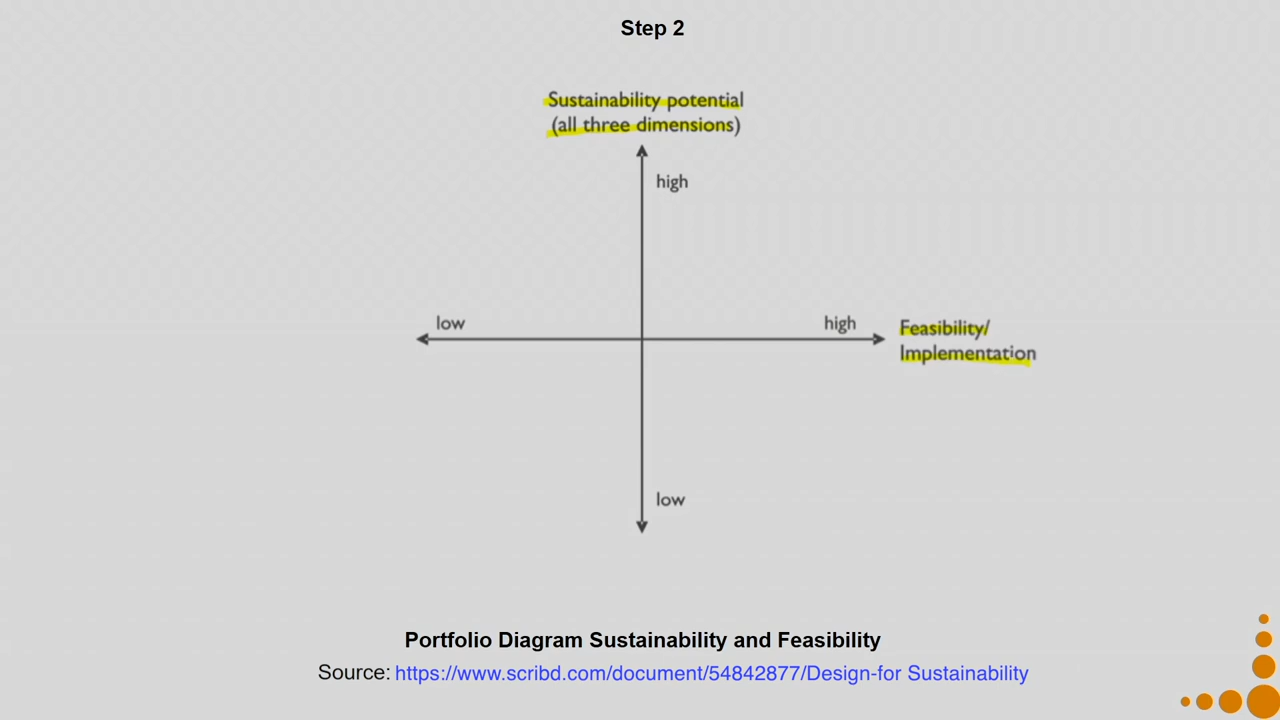 Step 2
Sustainability potential
(all three dimensions)
high
low
high
Feasibility/
Implementation
low
Portfolio Diagram Sustainability and Feasibility
Source: https://www.scribd.com/document/54842877/Design-for Sustainability